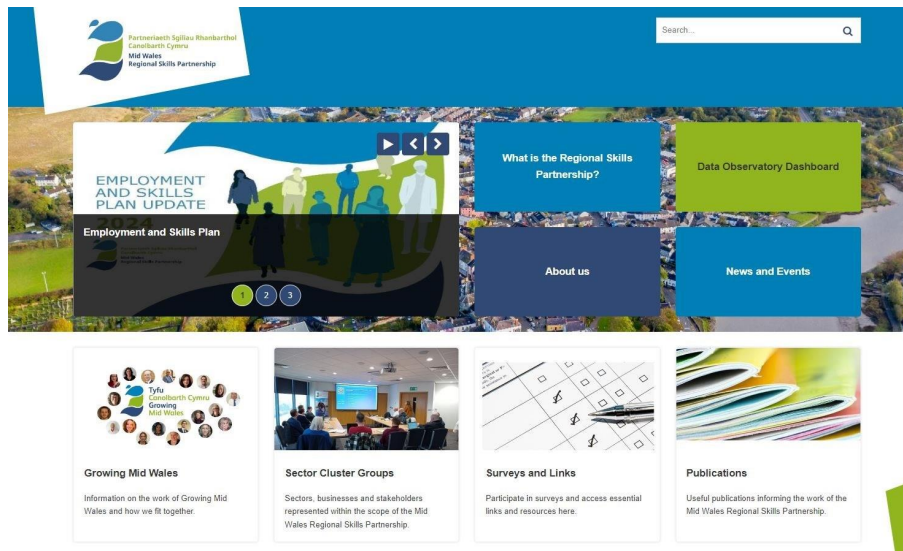 Partneriaeth Sgiliau Rhanbarthol
Canolbarth Cymru
Mid Wales
Regional Skills Partnership
Search...
EMPLOYMENT
AND SKILLS
PLAN UPDATE
2024
Employment and Skills Plan
1 2 3
What is the Regional Skills
Partnership?
Data Observatory Dashboard
About us
News and Events
Tyfu
Canolbarth Cymru
Growing
Mid Wales
Growing Mid Wales
Information on the work of Growing Mid
Wales and how we fit together.
Sector Cluster Groups
Sectors, businesses and stakeholders
represented within the scope of the Mid
Wales Regional Skills Partnership.
Surveys and Links
Participate in surveys and access essential
links and resources here.
Publications
Useful publications informing the work of the
Mid Wales Regional Skills Partnership.